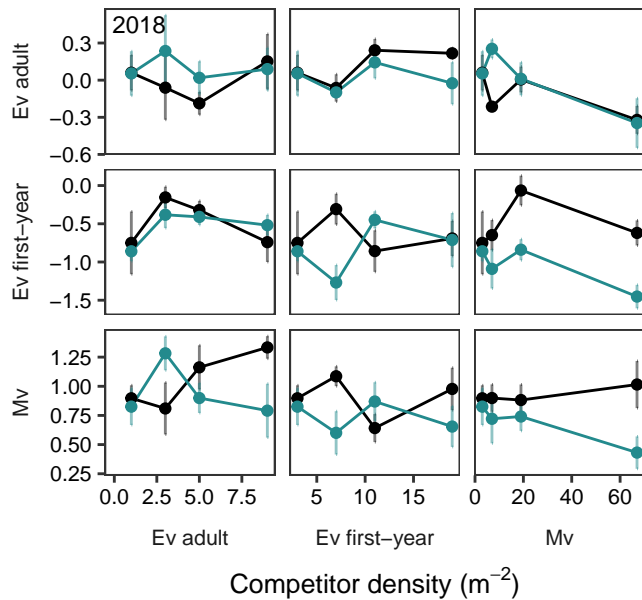 2018
Ev adult
0.3
0.0
−0.3
−0.6
Ev first−year
0.0
−0.5
−1.0
−1.5
Mv
1.25
1.00
0.75
0.50
0.25
0.0 2.5 5.0 7.5
5 10 15
0 20 40 60
Ev adult Ev first−year Mv
Competitor density (m⁻²)